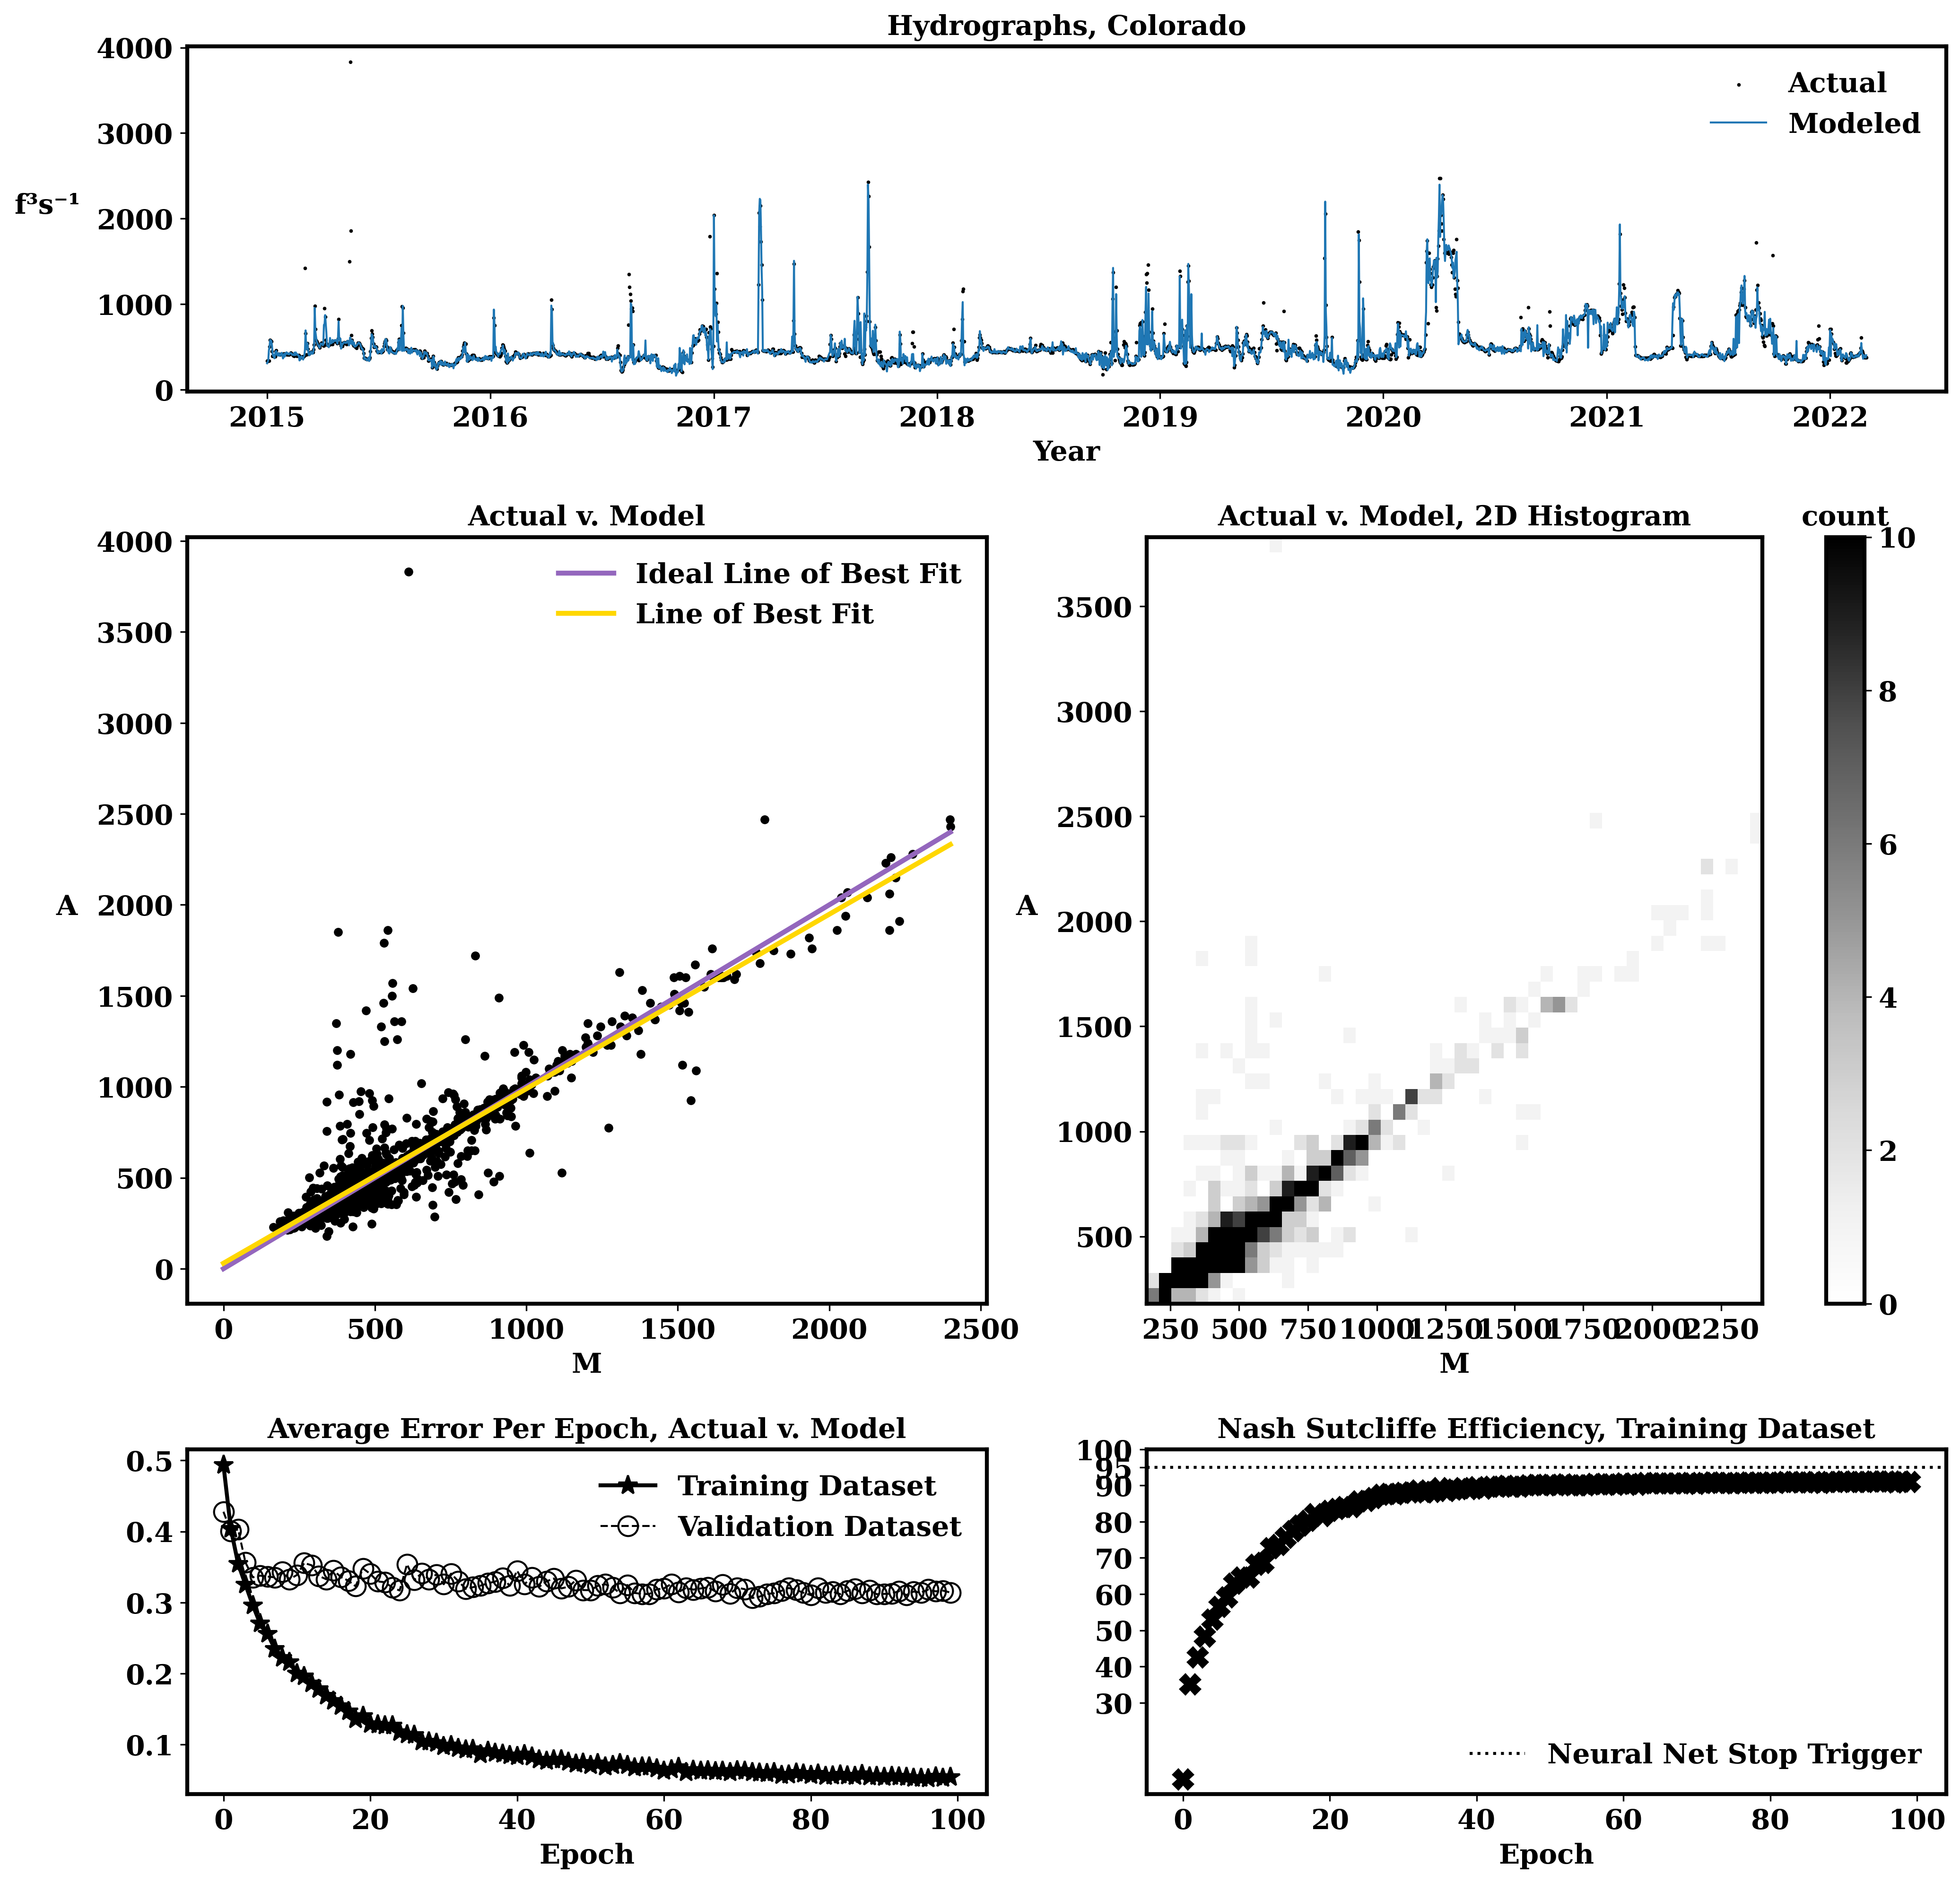 Hydrographs, Colorado
4000
3000
2000
1000
0
f³s⁻¹
Actual
Modeled
2015 2016 2017 2018 2019 2020 2021 2022
Year
Actual v. Model
4000
3500
3000
2500
2000
1500
1000
500
0
A
Ideal Line of Best Fit
Line of Best Fit
0 500 1000 1500 2000 2500
M
Actual v. Model, 2D Histogram
3500
3000
2500
2000
1500
1000
500
A
250 500 750 1000 1250 1500 1750 2000 2250
M
count
10
8
6
4
2
0
Average Error Per Epoch, Actual v. Model
0.5
0.4
0.3
0.2
0.1
Training Dataset
Validation Dataset
0 20 40 60 80 100
Epoch
Nash Sutcliffe Efficiency, Training Dataset
100
95
90
80
70
60
50
40
30
Neural Net Stop Trigger
0 20 40 60 80 100
Epoch